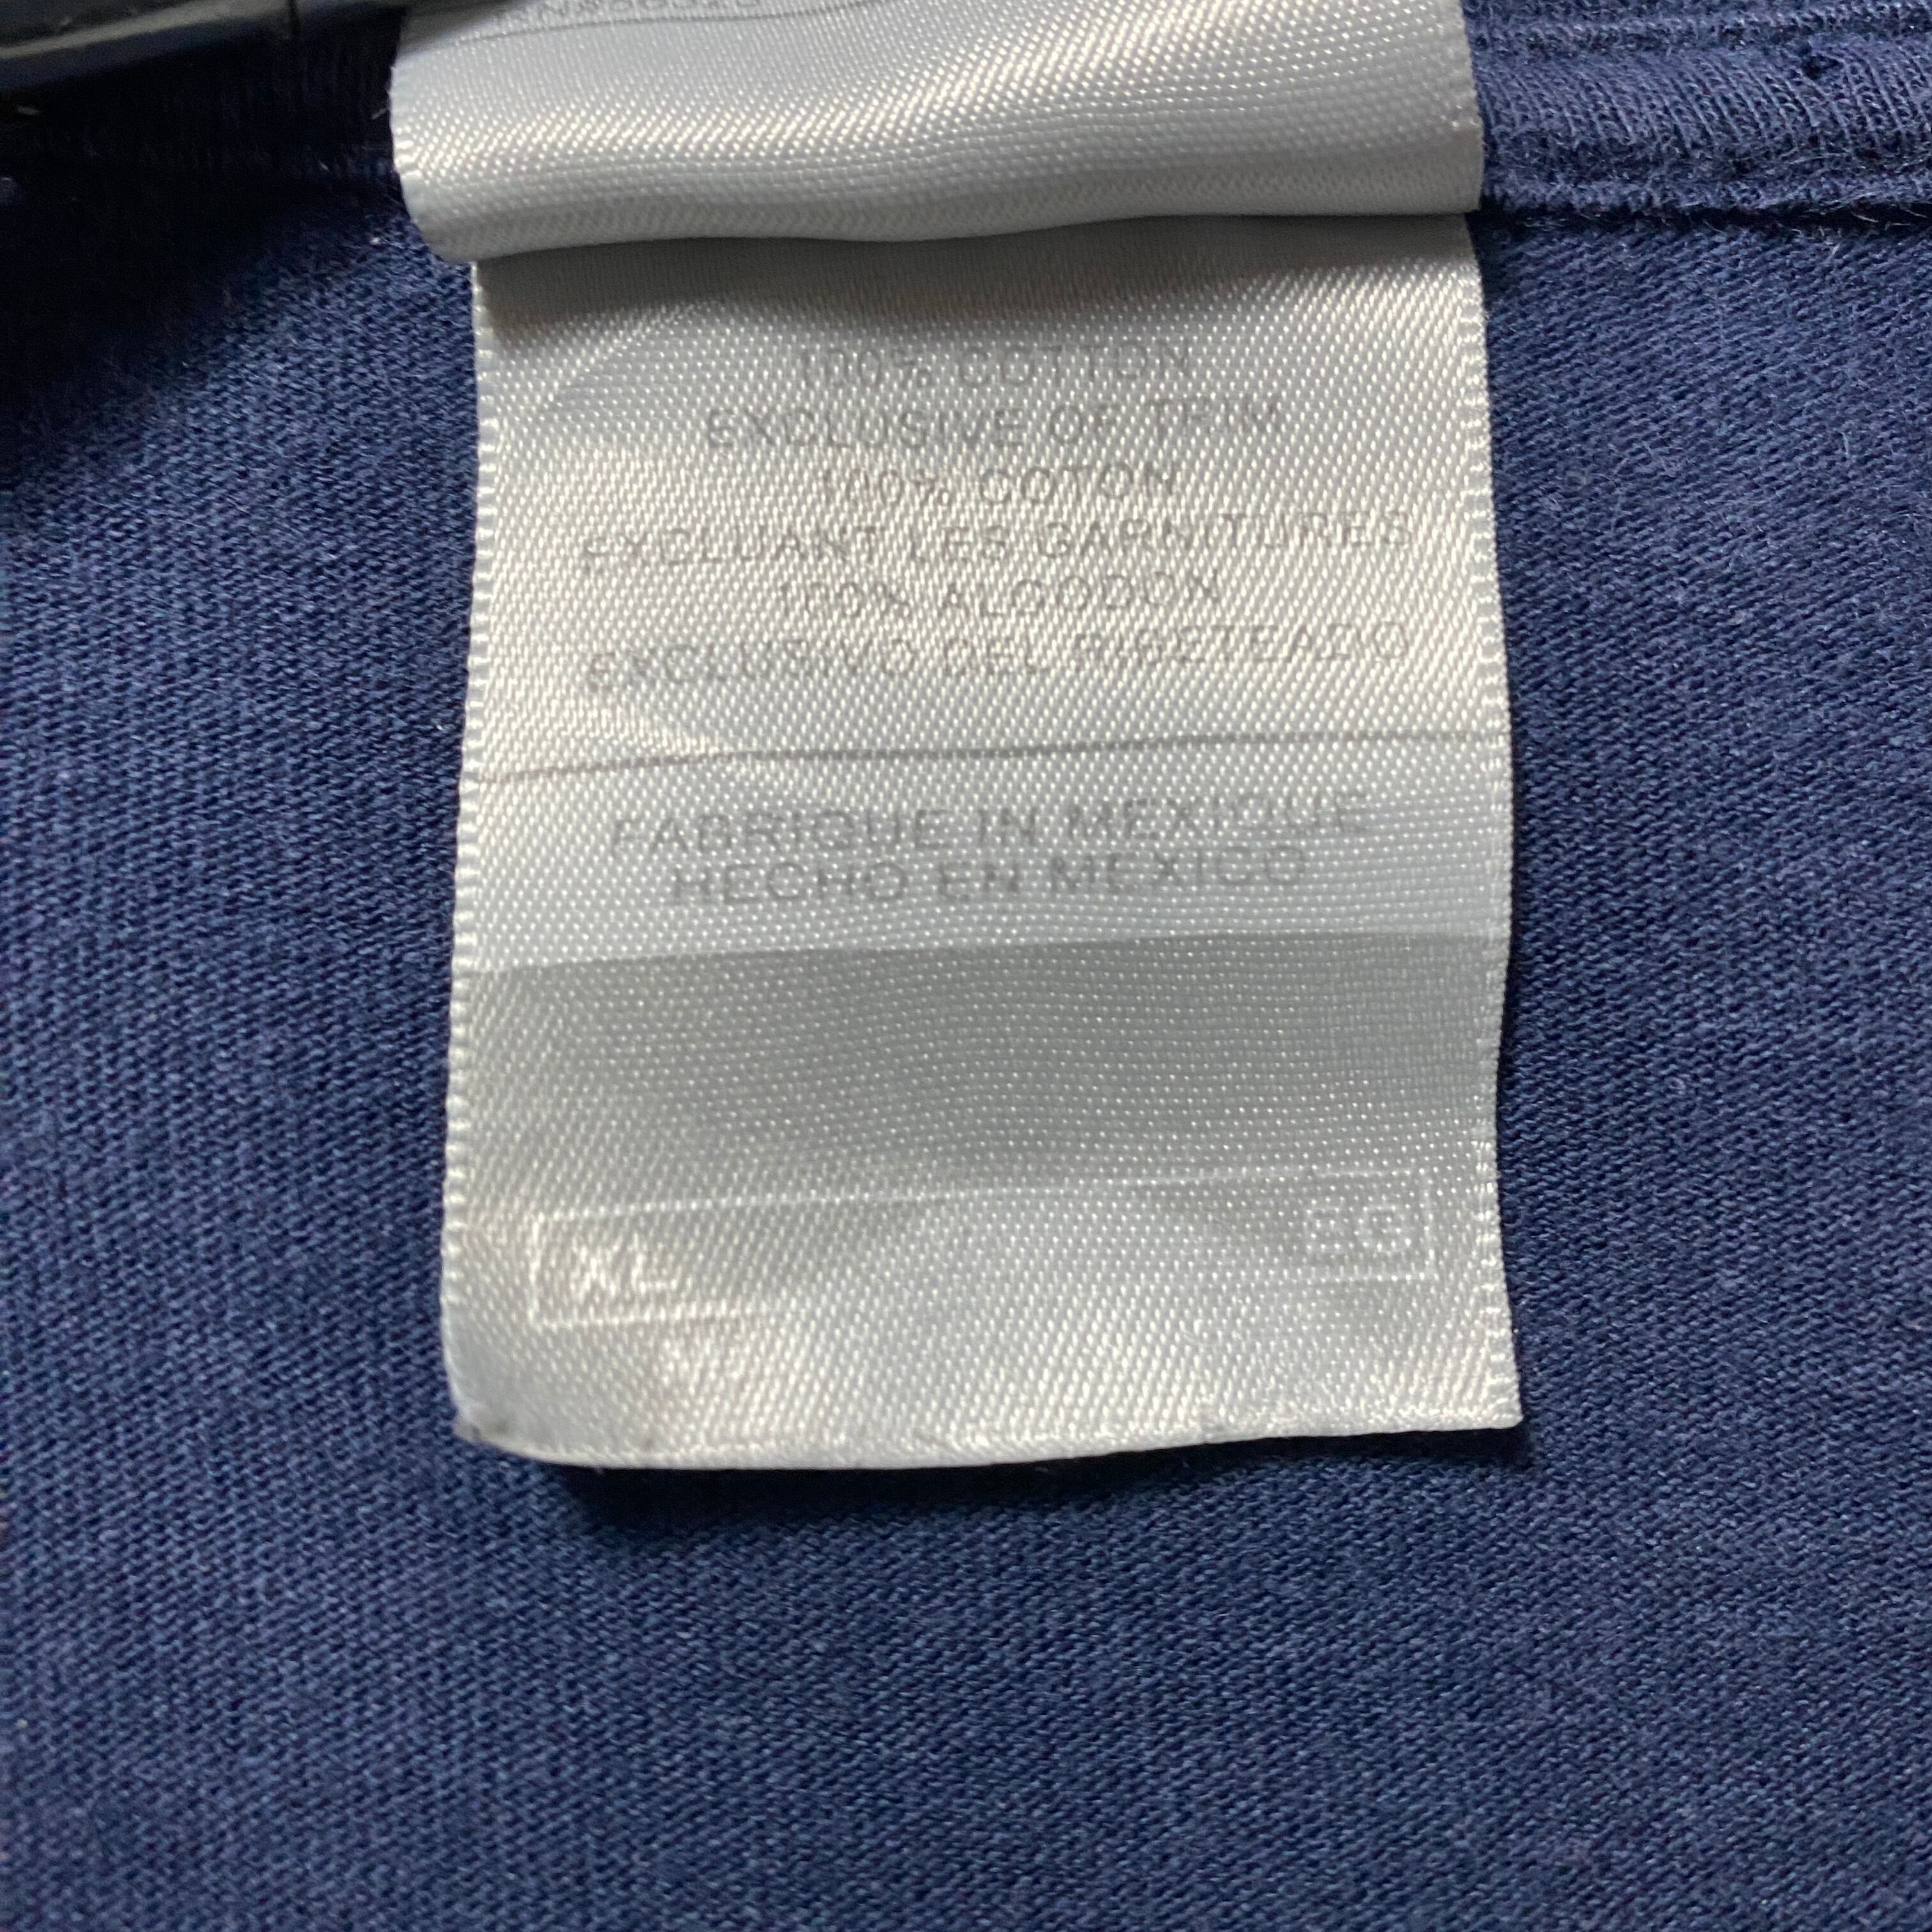 100% COTTON
EXCLUSIVE OF TRIM
100% COTON
EXCLUANT LES GARNITURES
100% ALGODON
EXCLUSIVO DEL RIBETEADO
FABRIQUE IN MEXIQUE
HECHO EN MEXICO
XL